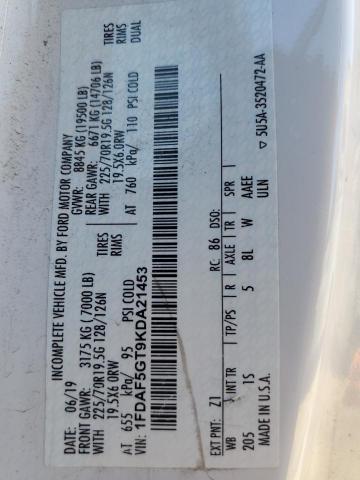 INCOMPLETE VEHICLE MFD. BY FORD MOTOR COMPANY
DATE: 06/19 GVWR: 8845 KG (19500 LB)
FRONT GAWR: 3175 KG (7000 LB) REAR GAWR: 6671 KG (14706 LB)
WITH 225/70R19.5G 128/126N TIRES WITH 225/70R19.5G 128/126N TIRES
19.5X6.0RW RIMS 19.5X6.0RW RIMS
AT 655 kPa/ 95 PSI COLD AT 760 kPa/ 110 PSI COLD DUAL
VIN: 1FDAF5GT9KDA21453
EXT PNT: Z1 RC: 86 DSO:
WB INT TR TP/PS R AXLE TR SPR
205 1S 5 8L W AAEE
ULN
MADE IN U.S.A. ▽ 5U5A-3520472-AA